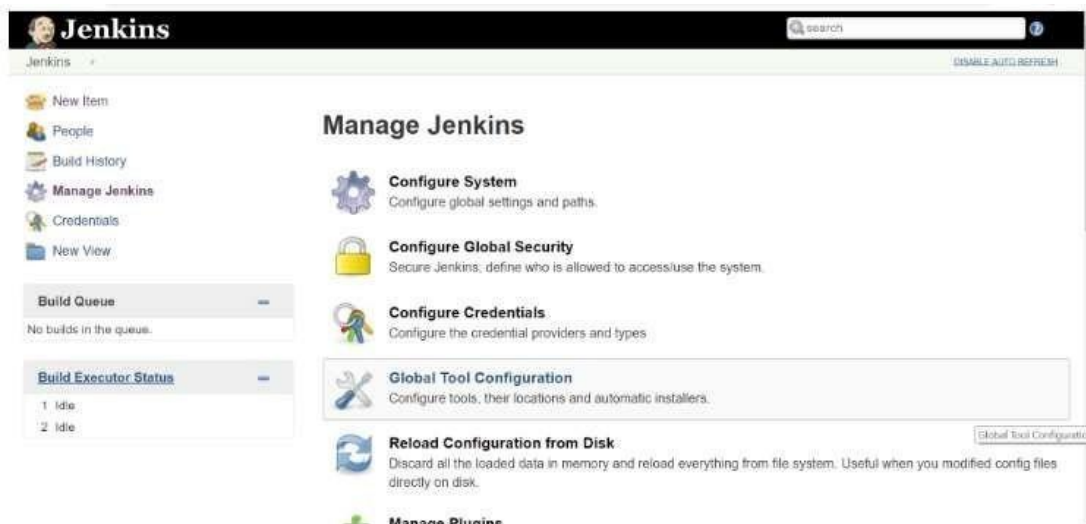 Jenkins
search
Jenkins
DISABLE AUTO REFRESH
New Item
People
Build History
Manage Jenkins
Credentials
New View
Build Queue
No builds in the queue.
Build Executor Status
1 Idle
2 Idle
Manage Jenkins
Configure System
Configure global settings and paths.
Configure Global Security
Secure Jenkins; define who is allowed to access/use the system.
Configure Credentials
Configure the credential providers and types
Global Tool Configuration
Configure tools, their locations and automatic installers.
Global Tool Configuratio
Reload Configuration from Disk
Discard all the loaded data in memory and reload everything from file system. Useful when you modified config files
directly on disk.
Manage Plugins